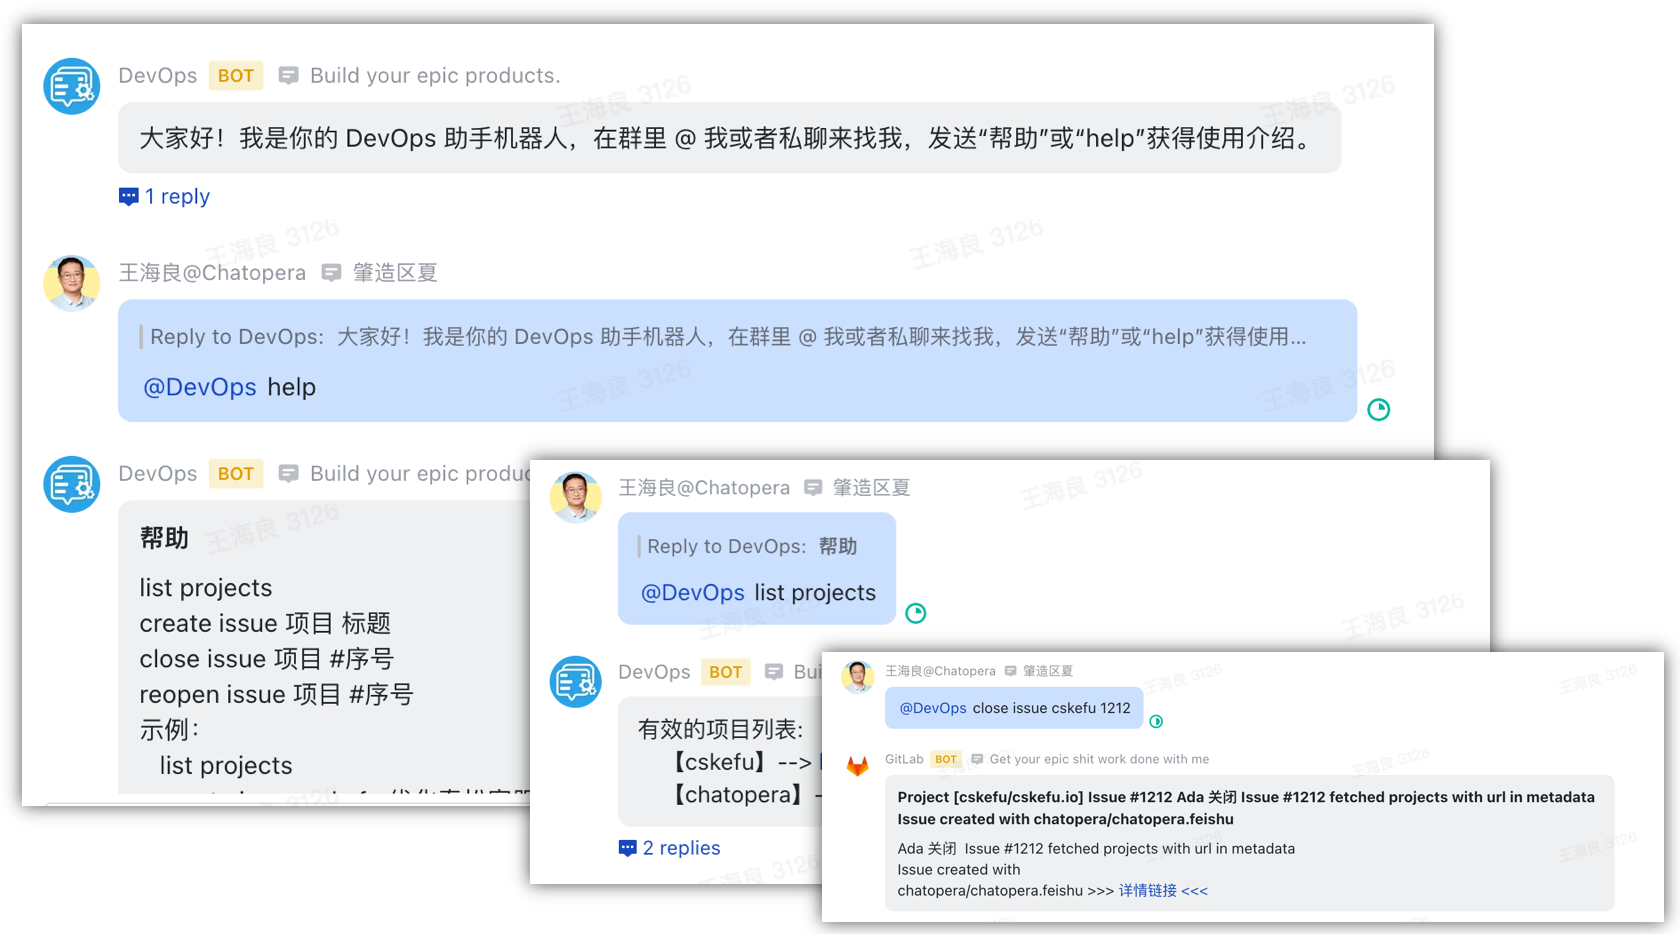 DevOps BOT Build your epic products.
大家好！我是你的 DevOps 助手机器人，在群里 @ 我或者私聊来找我，发送“帮助”或“help”获得使用介绍。
1 reply
王海良@Chatopera 肇造区夏
Reply to DevOps: 大家好！我是你的 DevOps 助手机器人，在群里 @ 我或者私聊来找我，发送“帮助”或“help”获得使用...
@DevOps help
DevOps BOT Build your epic produc
帮助
list projects
create issue 项目 标题
close issue 项目 #序号
reopen issue 项目 #序号
示例：
list projects
王海良@Chatopera 肇造区夏
Reply to DevOps: 帮助
@DevOps list projects
DevOps BOT Bui
有效的项目列表:
【cskefu】-->
【chatopera】-
2 replies
王海良@Chatopera 肇造区夏
@DevOps close issue cskefu 1212
GitLab BOT Get your epic shit work done with me
Project [cskefu/cskefu.io] Issue #1212 Ada 关闭 Issue #1212 fetched projects with url in metadata
Issue created with chatopera/chatopera.feishu
Ada 关闭 Issue #1212 fetched projects with url in metadata
Issue created with
chatopera/chatopera.feishu >>> 详情链接 <<<
王海良 3126